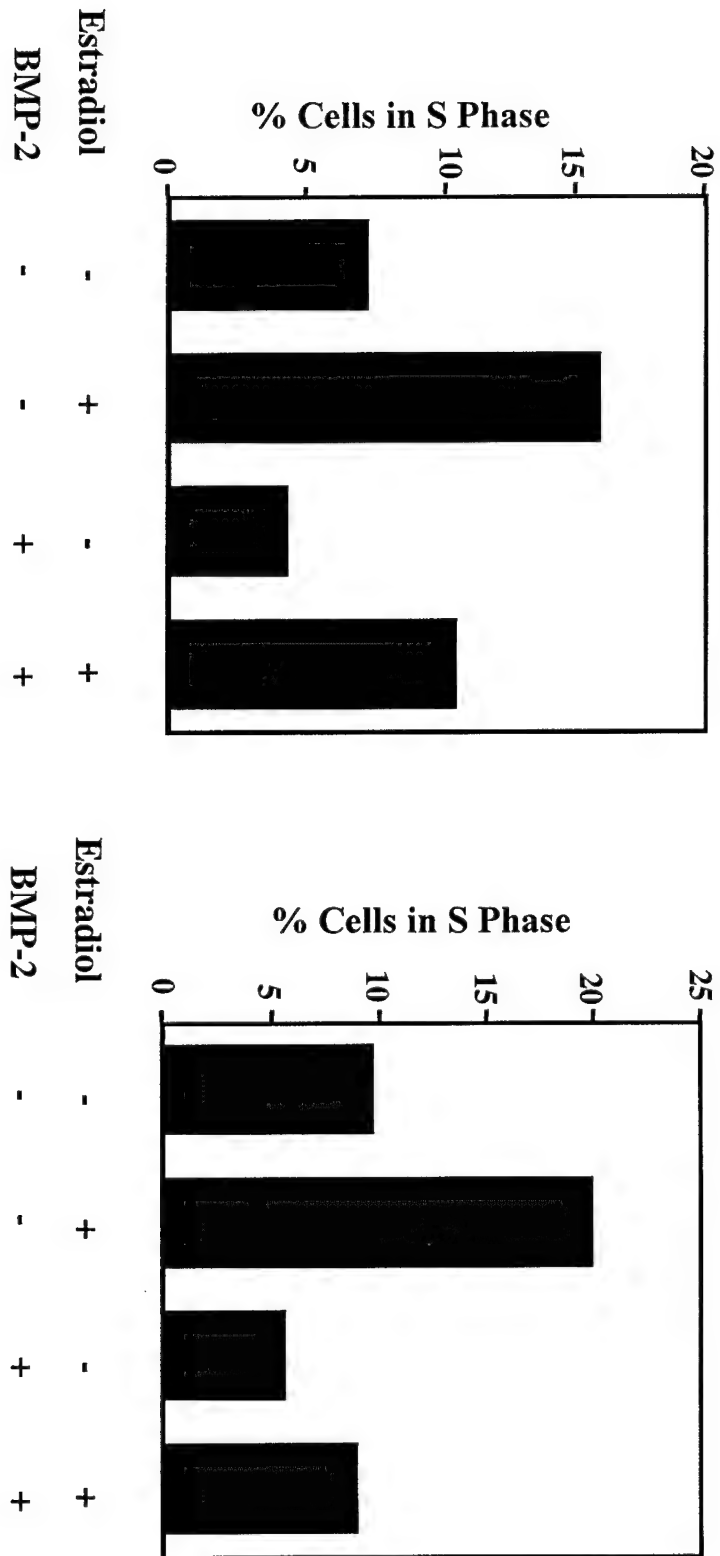 % Cells in S Phase
20
15
10
5
0
Estradiol - + - +
BMP-2 - - + +
% Cells in S Phase
25
20
15
10
5
0
Estradiol - + - +
BMP-2 - - + +